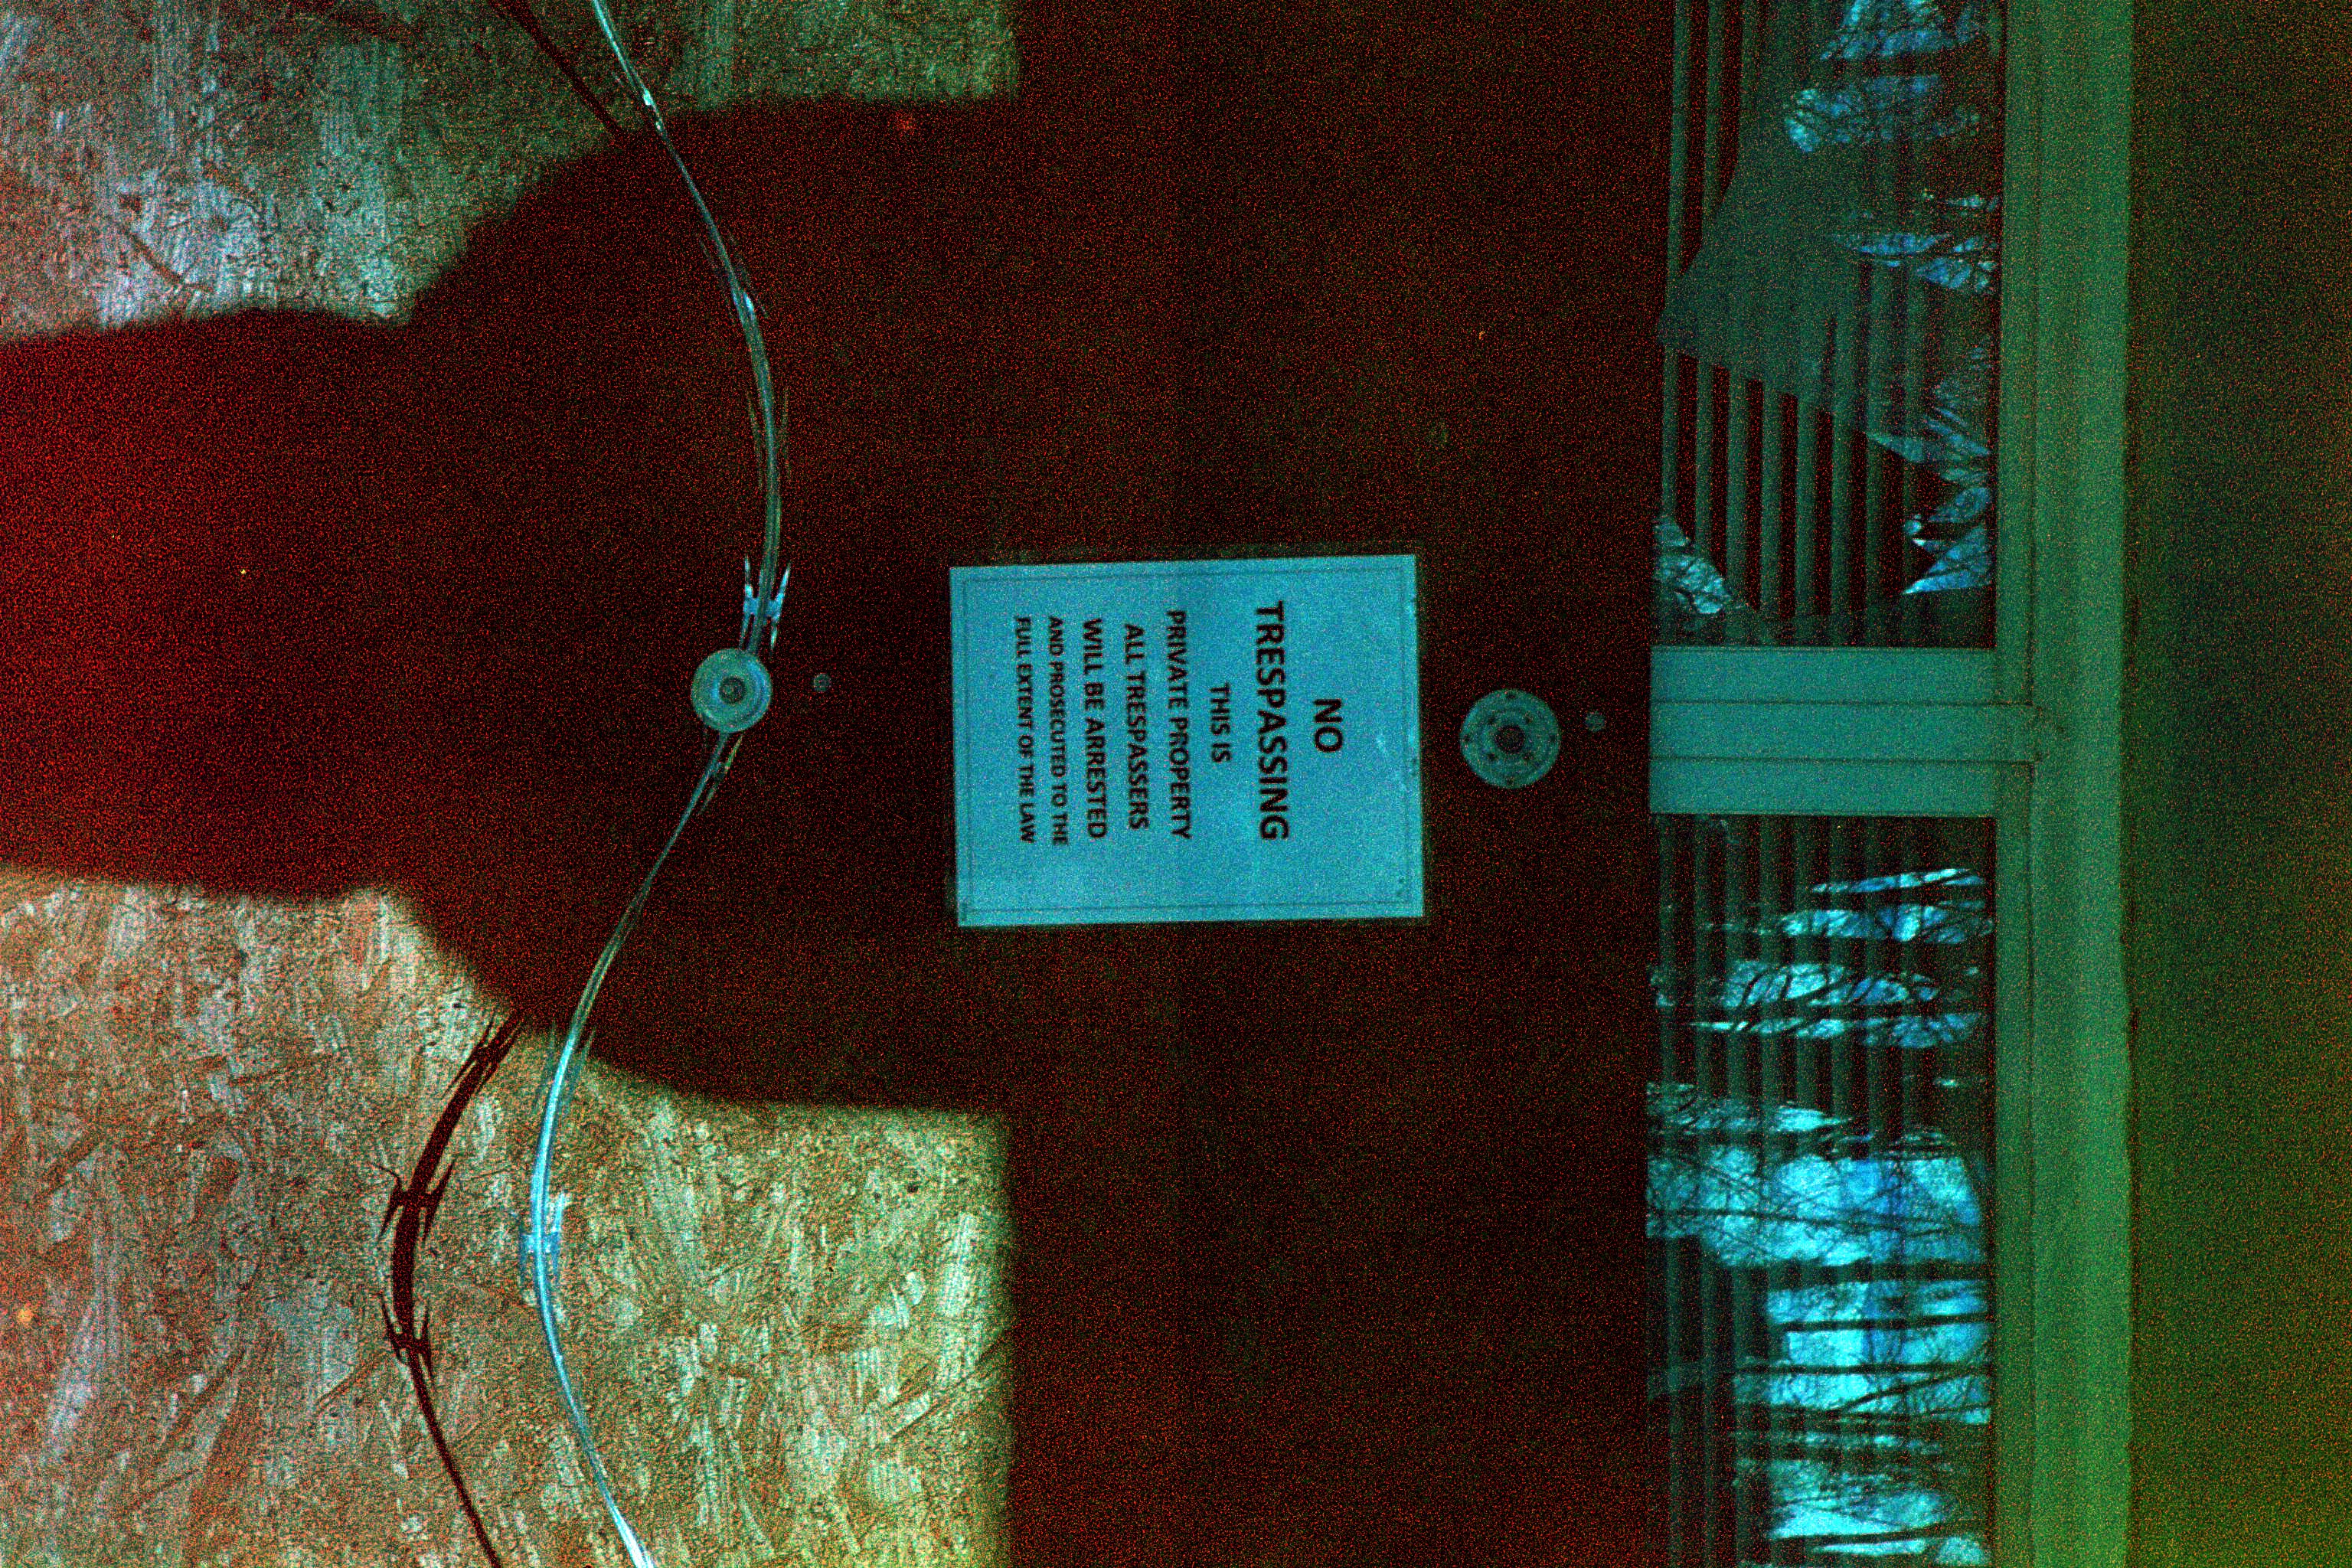 NO
TRESPASSING
THIS IS
PRIVATE PROPERTY
ALL TRESPASSERS
WILL BE ARRESTED
AND PROSECUTED TO THE
FULL EXTENT OF THE LAW